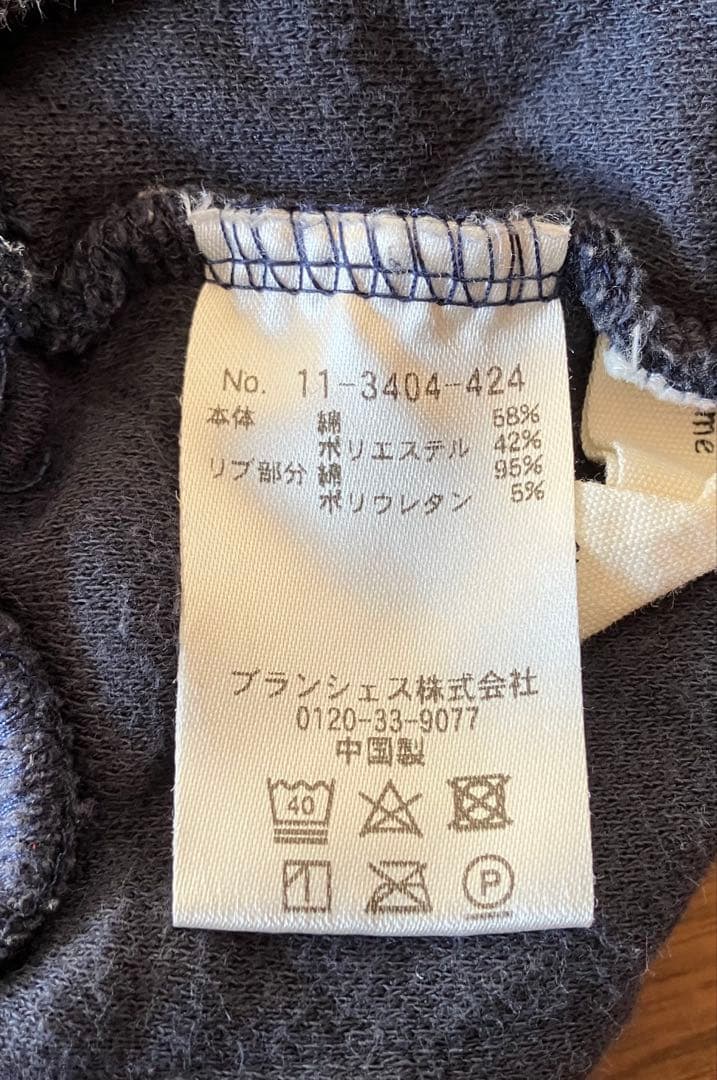 No. 11-3404-424
本体 綿 58%
ポリエステル 42%
リブ部分 綿 95%
ポリウレタン 5%
ブランシェス株式会社
0120-33-9077
中国製
40
P
me